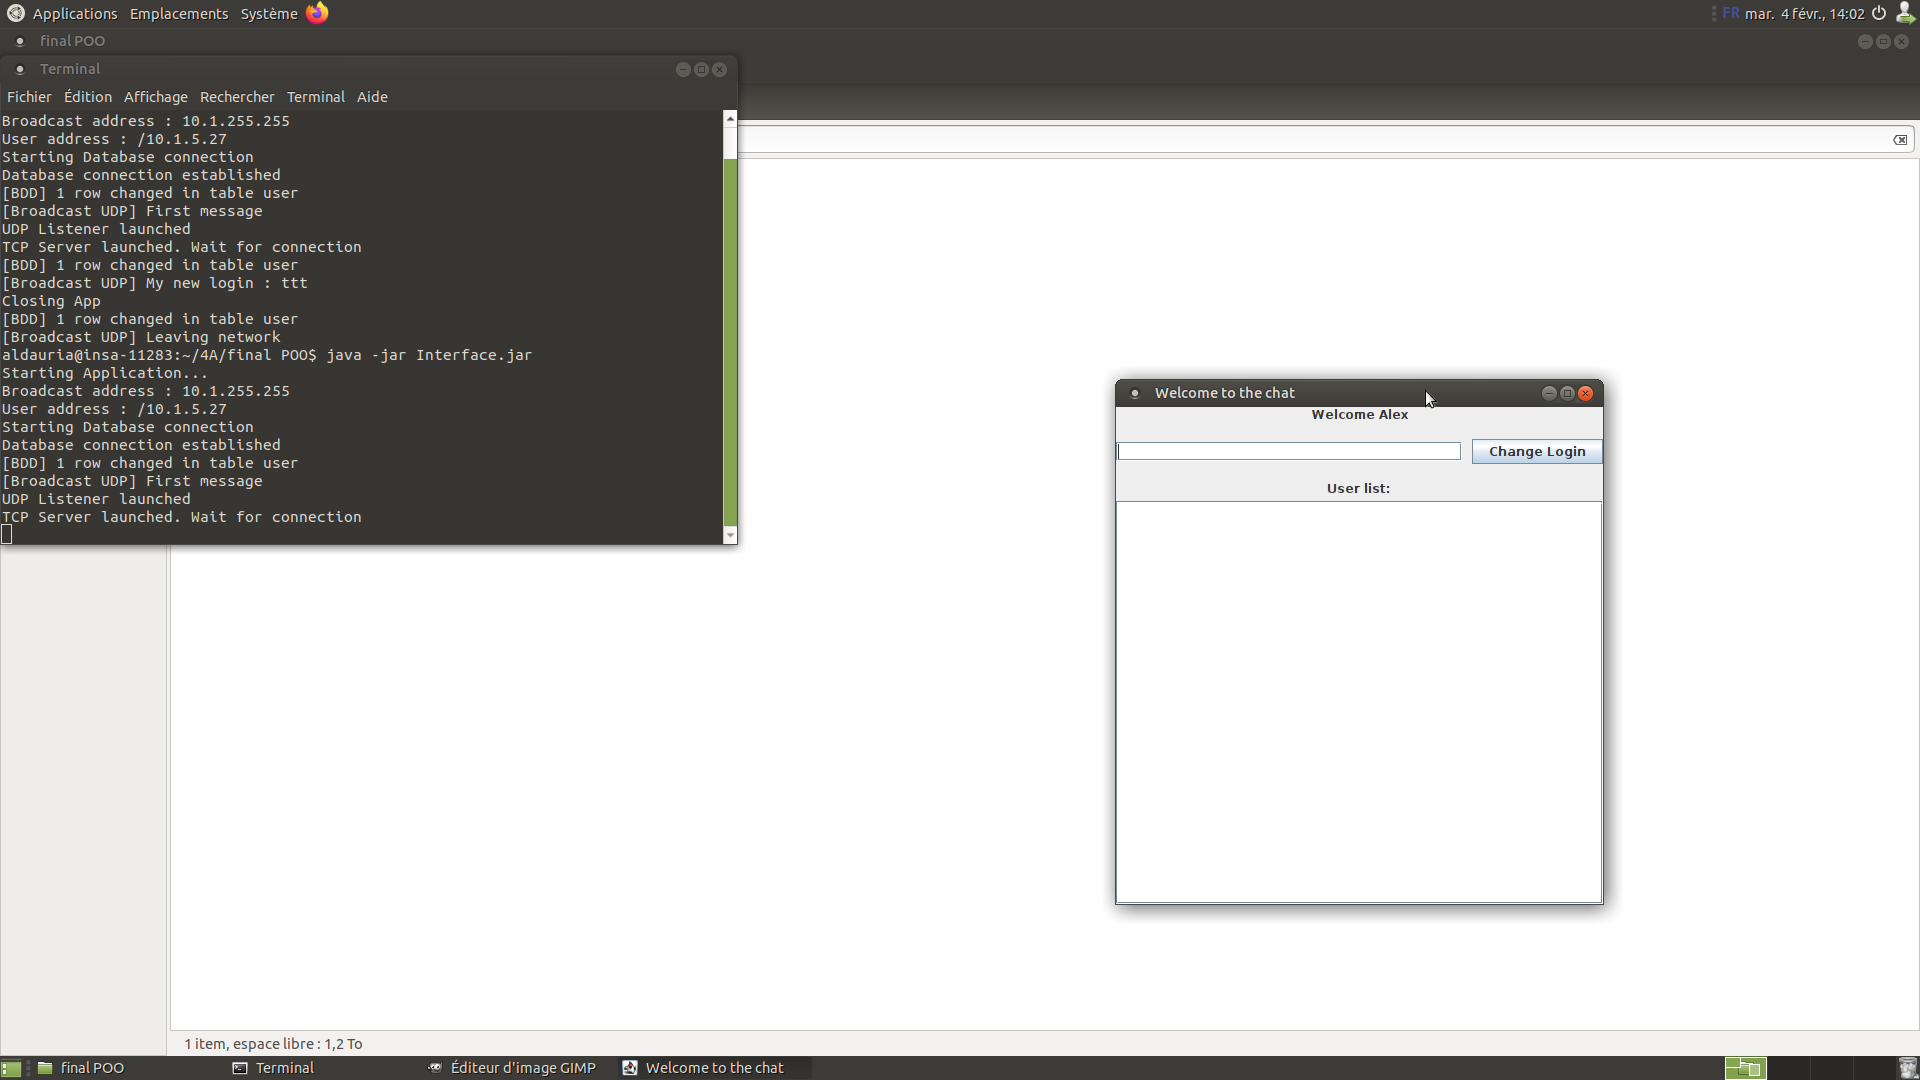 Applications Emplacements Système
FR mar. 4 févr., 14:02
final POO
Terminal
Fichier Édition Affichage Rechercher Terminal Aide
Broadcast address : 10.1.255.255
User address : /10.1.5.27
Starting Database connection
Database connection established
[BDD] 1 row changed in table user
[Broadcast UDP] First message
UDP Listener launched
TCP Server launched. Wait for connection
[BDD] 1 row changed in table user
[Broadcast UDP] My new login : ttt
Closing App
[BDD] 1 row changed in table user
[Broadcast UDP] Leaving network
aldauria@insa-11283:~/4A/final POO$ java -jar Interface.jar
Starting Application...
Broadcast address : 10.1.255.255
User address : /10.1.5.27
Starting Database connection
Database connection established
[BDD] 1 row changed in table user
[Broadcast UDP] First message
UDP Listener launched
TCP Server launched. Wait for connection
Welcome to the chat
Welcome Alex
Change Login
User list:
1 item, espace libre : 1,2 To
final POO
Terminal
Éditeur d'image GIMP
Welcome to the chat